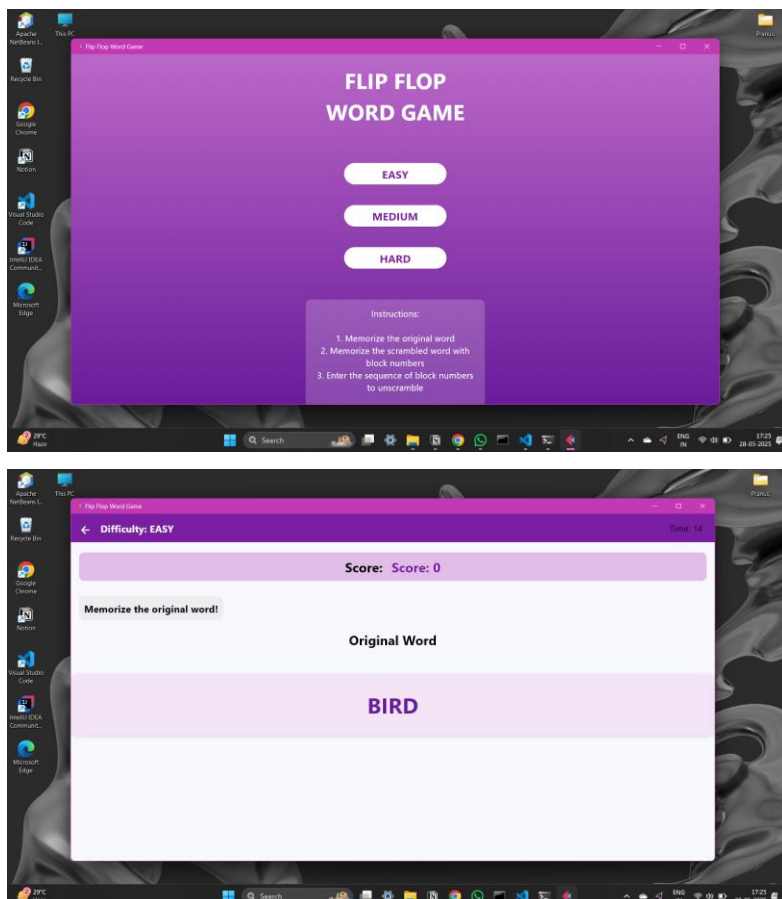 Apache
NetBeans I...
This PC
Pranuu
Flip Flop Word Game
Recycle Bin
Google
Chrome
Notion
Visual Studio
Code
IntelliJ IDEA
Communit...
Microsoft
Edge
FLIP FLOP
WORD GAME
EASY
MEDIUM
HARD
Instructions:
1. Memorize the original word
2. Memorize the scrambled word with
block numbers
3. Enter the sequence of block numbers
to unscramble
29°C
Haze
Search
ENG
IN
17:25
28-05-2025
Apache
NetBeans I...
This PC
Pranuu
Flip Flop Word Game
Recycle Bin
Google
Chrome
Notion
Visual Studio
Code
IntelliJ IDEA
Communit...
Microsoft
Edge
Difficulty: EASY
Time: 14
Score: Score: 0
Memorize the original word!
Original Word
BIRD
29°C
Search
ENG
17:25